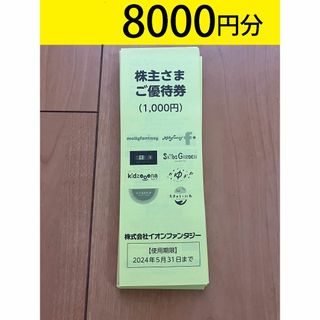 8000円分
株主さま
ご優待券
(1,000円)
mollyfantasy
f
SkiBa GARDEN
kidzooona
株式会社イオンファンタジー
【使用期限】
2024年5月31日まで